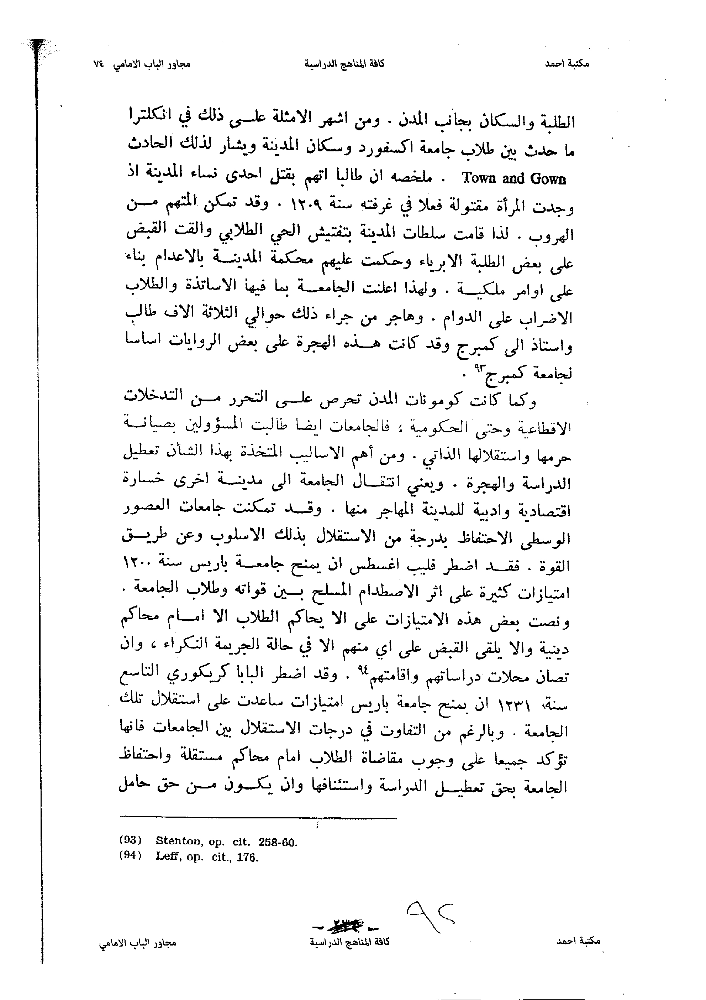 مكتبة احمد كافة المناهج الدراسية مجاور الباب الامامي ٧٤
الطلبة والسكان بجانب المدن . ومن اشهر الامثلة على ذلك في انكلترا
ما حدث بين طلاب جامعة اكسفورد وسكان المدينة ويشار لذلك الحادث
Town and Gown . ملخصه ان طالبا اتهم بقتل احدى نساء المدينة اذ
وجدت المرأة مقتولة فعلا في غرفته سنة ١٢٠٩ . وقد تمكن المتهم من
الهروب . لذا قامت سلطات المدينة بتفتيش الحي الطلابي والقت القبض
على بعض الطلبة الابرياء وحكمت عليهم محكمة المدينة بالاعدام بناء
على اوامر ملكية . ولهذا اعلنت الجامعة بما فيها الاساتذة والطلاب
الاضراب على الدوام . وهاجر من جراء ذلك حوالي الثلاثة الاف طالب
واستاذ الى كمبرج وقد كانت هذه الهجرة على بعض الروايات اساسا
لجامعة كمبرج٩٣ .
وكما كانت كومونات المدن تحرص على التحرر من التدخلات
الاقطاعية وحتى الحكومية ، فالجامعات ايضا طالبت المسؤولين بصيانة
حرمها واستقلالها الذاتي . ومن أهم الاساليب المتخذة بهذا الشأن تعطيل
الدراسة والهجرة . ويعني انتقال الجامعة الى مدينة اخرى خسارة
اقتصادية وادبية للمدينة المهاجر منها . وقد تمكنت جامعات العصور
الوسطى الاحتفاظ بدرجة من الاستقلال بذلك الاسلوب وعن طريق
القوة . فقد اضطر فليب اغسطس ان يمنح جامعة باريس سنة ١٢٠٠
امتيازات كثيرة على اثر الاصطدام المسلح بين قواته وطلاب الجامعة .
ونصت بعض هذه الامتيازات على الا يحاكم الطلاب الا امام محاكم
دينية والا يلقى القبض على اي منهم الا في حالة الجريمة النكراء ، وان
تصان محلات دراساتهم واقامتهم٩٤ . وقد اضطر البابا كريكوري التاسع
سنة ١٢٣١ ان يمنح جامعة باريس امتيازات ساعدت على استقلال تلك
الجامعة . وبالرغم من التفاوت في درجات الاستقلال بين الجامعات فانها
تؤكد جميعا على وجوب مقاضاة الطلاب امام محاكم مستقلة واحتفاظ
الجامعة بحق تعطيل الدراسة واستئنافها وان يكون من حق حامل
(93) Stenton, op. cit. 258-60.
(94) Leff, op. cit., 176.
٩٢
مكتبة احمد كافة المناهج الدراسية مجاور الباب الامامي